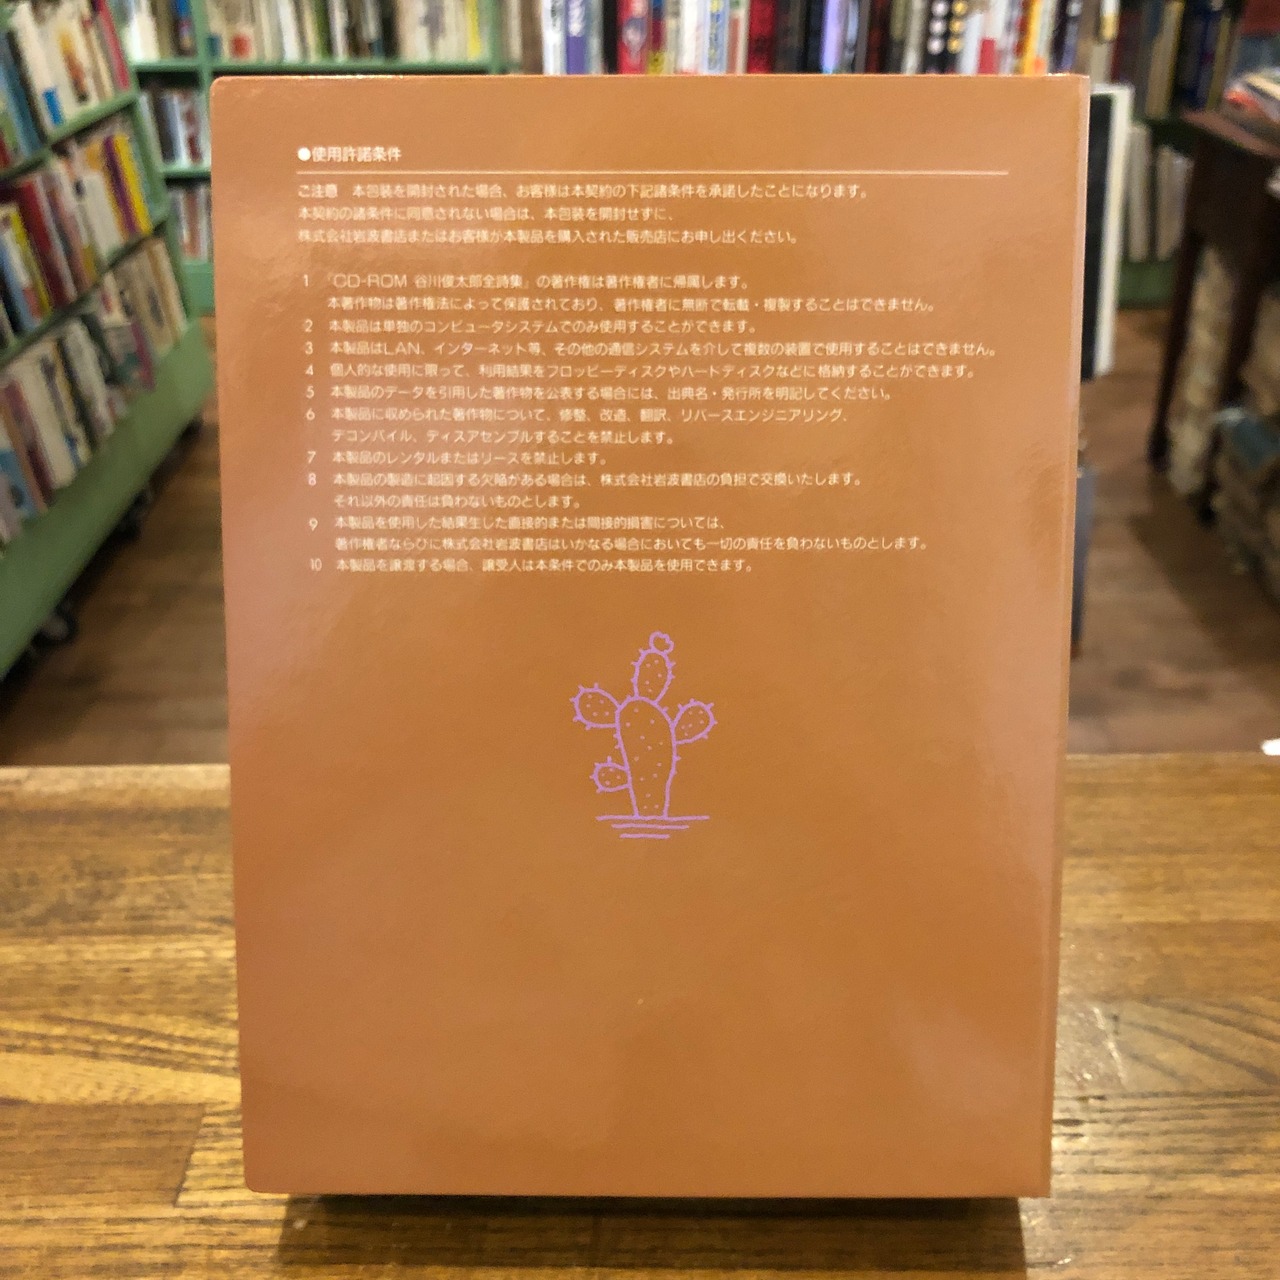 ●使用許諾条件
ご注意 本包装を開封された場合、お客様は本契約の下記諸条件を承諾したことになります。
本契約の諸条件に同意されない場合は、本包装を開封せずに、
株式会社岩波書店またはお客様が本製品を購入された販売店にお申し出ください。
1 「CD-ROM 谷川俊太郎全詩集」の著作権は著作権者に帰属します。
本著作物は著作権法によって保護されており、著作権者に無断で転載・複製することはできません。
2 本製品は単独のコンピュータシステムでのみ使用することができます。
3 本製品はLAN、インターネット等、その他の通信システムを介して複数の装置で使用することはできません。
4 個人的な使用に限って、利用結果をフロッピーディスクやハードディスクなどに格納することができます。
5 本製品のデータを引用した著作物を公表する場合には、出典名・発行所を明記してください。
6 本製品に収められた著作物について、修整、改造、翻訳、リバースエンジニアリング、
デコンパイル、ディスアセンブルすることを禁止します。
7 本製品のレンタルまたはリースを禁止します。
8 本製品の製造に起因する欠陥がある場合は、株式会社岩波書店の負担で交換いたします。
それ以外の責任は負わないものとします。
9 本製品を使用した結果生じた直接的または間接的損害については、
著作権者ならびに株式会社岩波書店はいかなる場合においても一切の責任を負わないものとします。
10 本製品を譲渡する場合、譲受人は本条件でのみ本製品を使用できます。